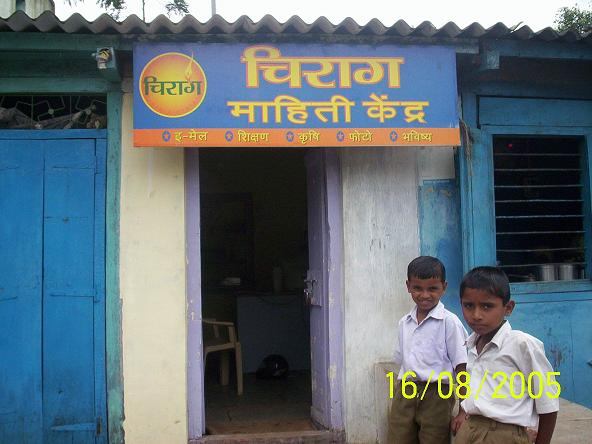 चिराग
चिराग
माहिती केंद्र
इ-मेल शिक्षण कृषि फोटो भविष्य
16/08/2005